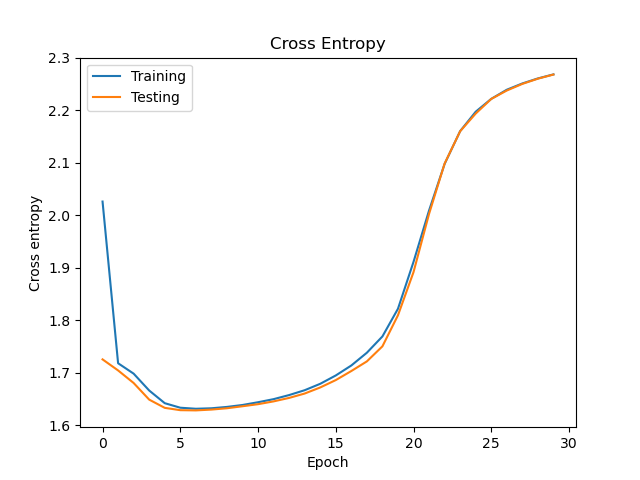 Cross Entropy
Training
Testing
2.3
2.2
2.1
2.0
1.9
1.8
1.7
1.6
Cross entropy
0 5 10 15 20 25 30
Epoch